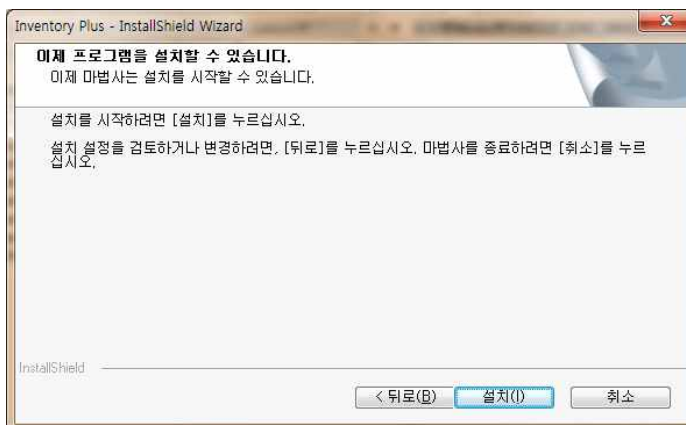 Inventory Plus - InstallShield Wizard
이제 프로그램을 설치할 수 있습니다.
이제 마법사는 설치를 시작할 수 있습니다.
설치를 시작하려면 [설치]를 누르십시오.
설치 설정을 검토하거나 변경하려면, [뒤로]를 누르십시오. 마법사를 종료하려면 [취소]를 누르
십시오.
InstallShield
< 뒤로(B) 설치(I) 취소